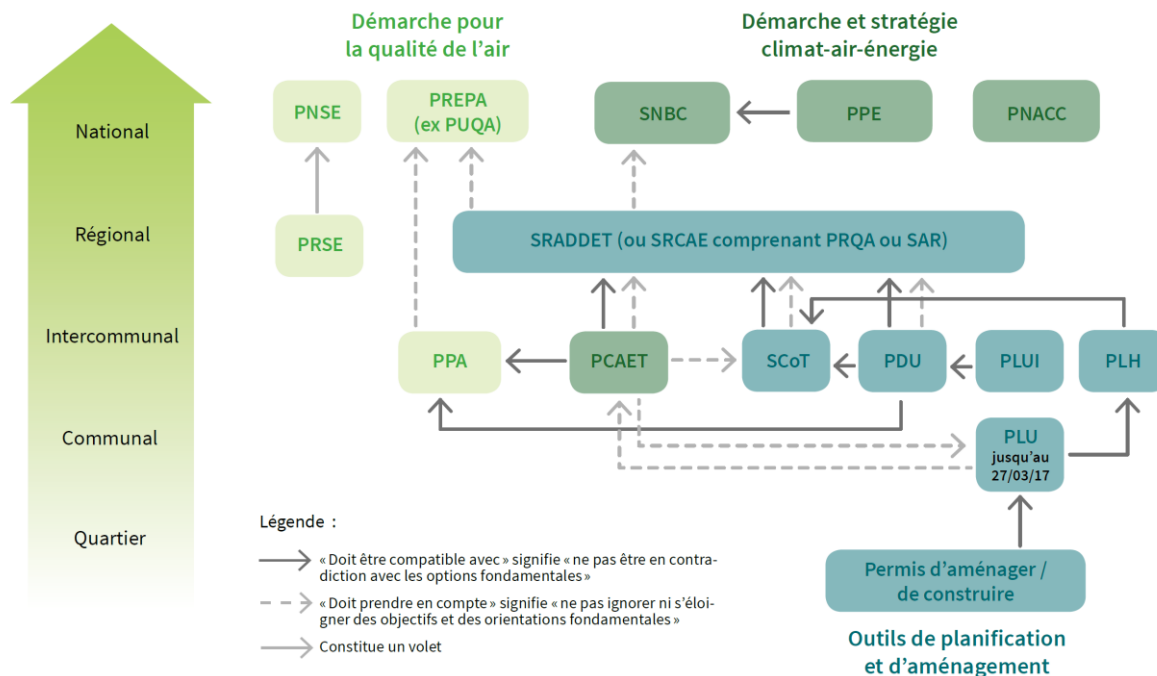 Démarche pour
la qualité de l’air
Démarche et stratégie
climat-air-énergie
National
PNSE
PREPA
(ex PUQA)
SNBC
PPE
PNACC
Régional
PRSE
SRADDET (ou SRCAE comprenant PRQA ou SAR)
Intercommunal
PPA
PCAET
SCoT
PDU
PLUI
PLH
Communal
PLU
jusqu’au
27/03/17
Quartier
Légende :
« Doit être compatible avec » signifie « ne pas être en contra-
diction avec les options fondamentales »
« Doit prendre en compte » signifie « ne pas ignorer ni s’éloi-
gner des objectifs et des orientations fondamentales »
Constitue un volet
Permis d’aménager /
de construire
Outils de planification
et d’aménagement